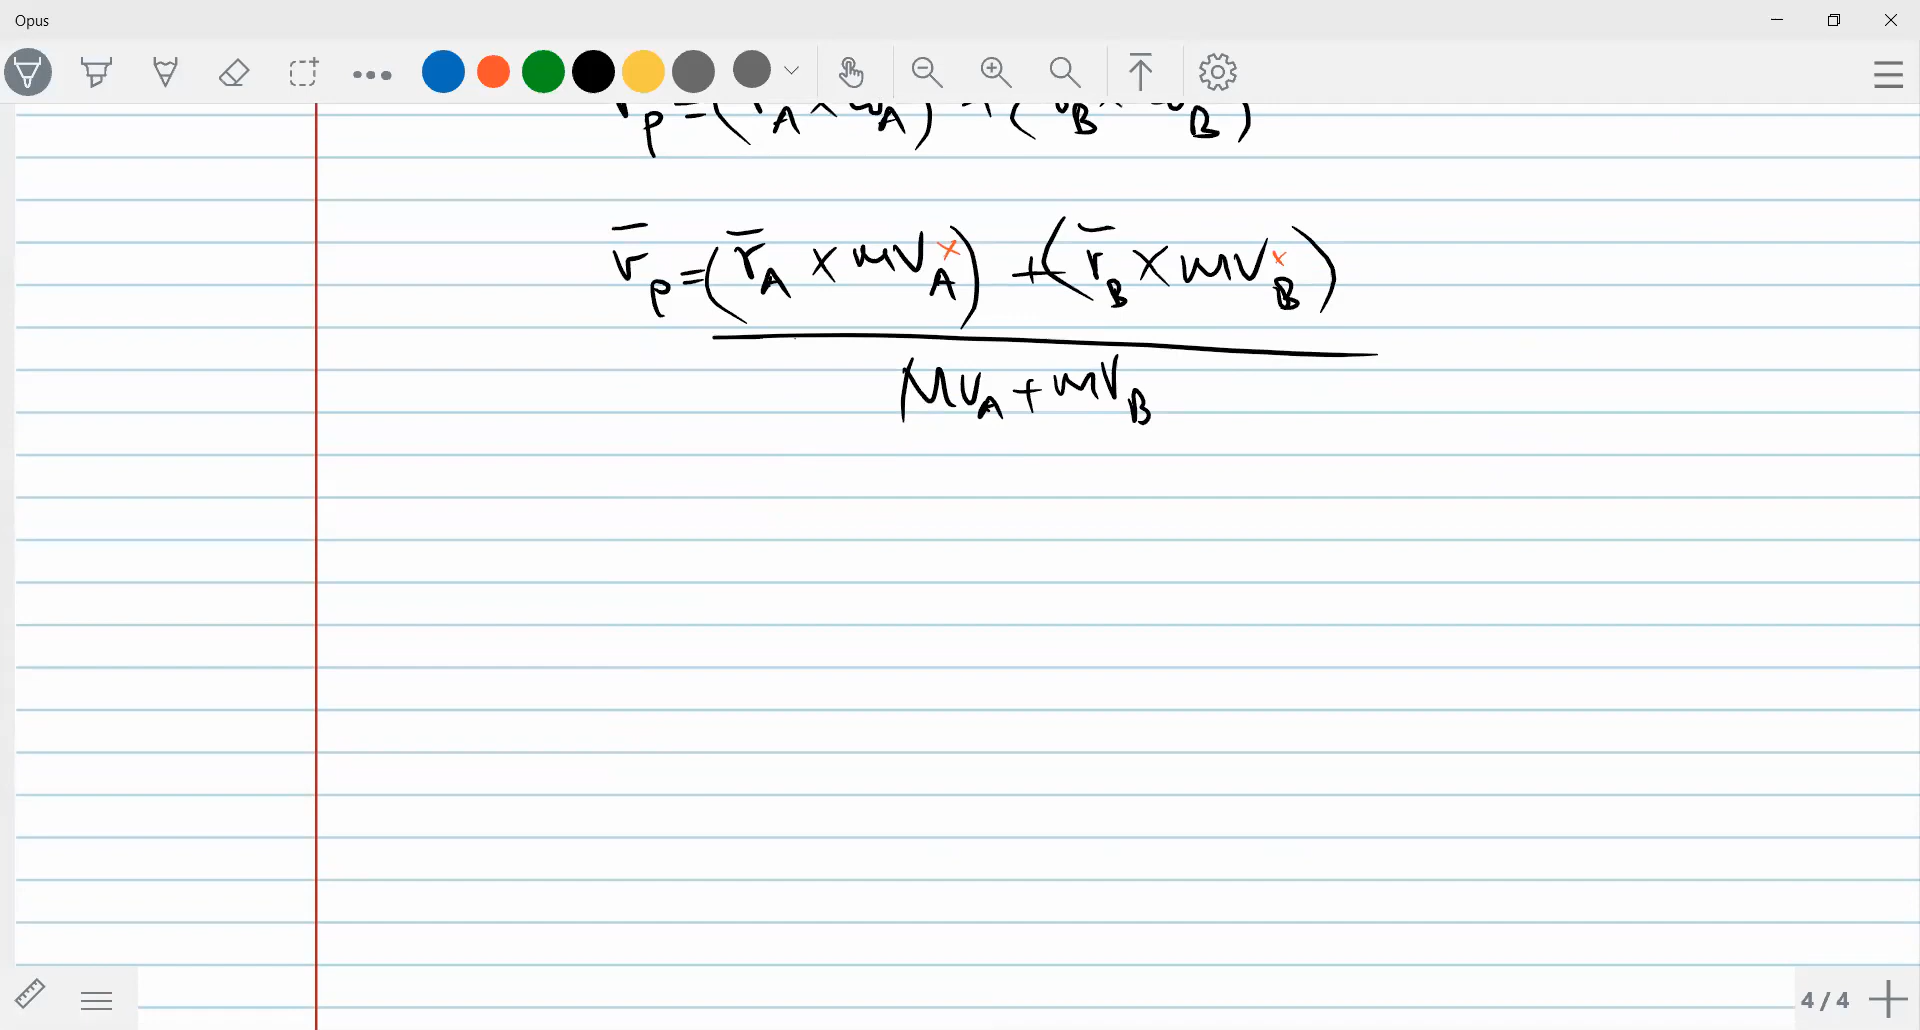 Opus
p = (A × A) + (B × B)
r̄p = (r̄A × mVA×) + (r̄B × mVB×)
MVA + mVB
4 / 4